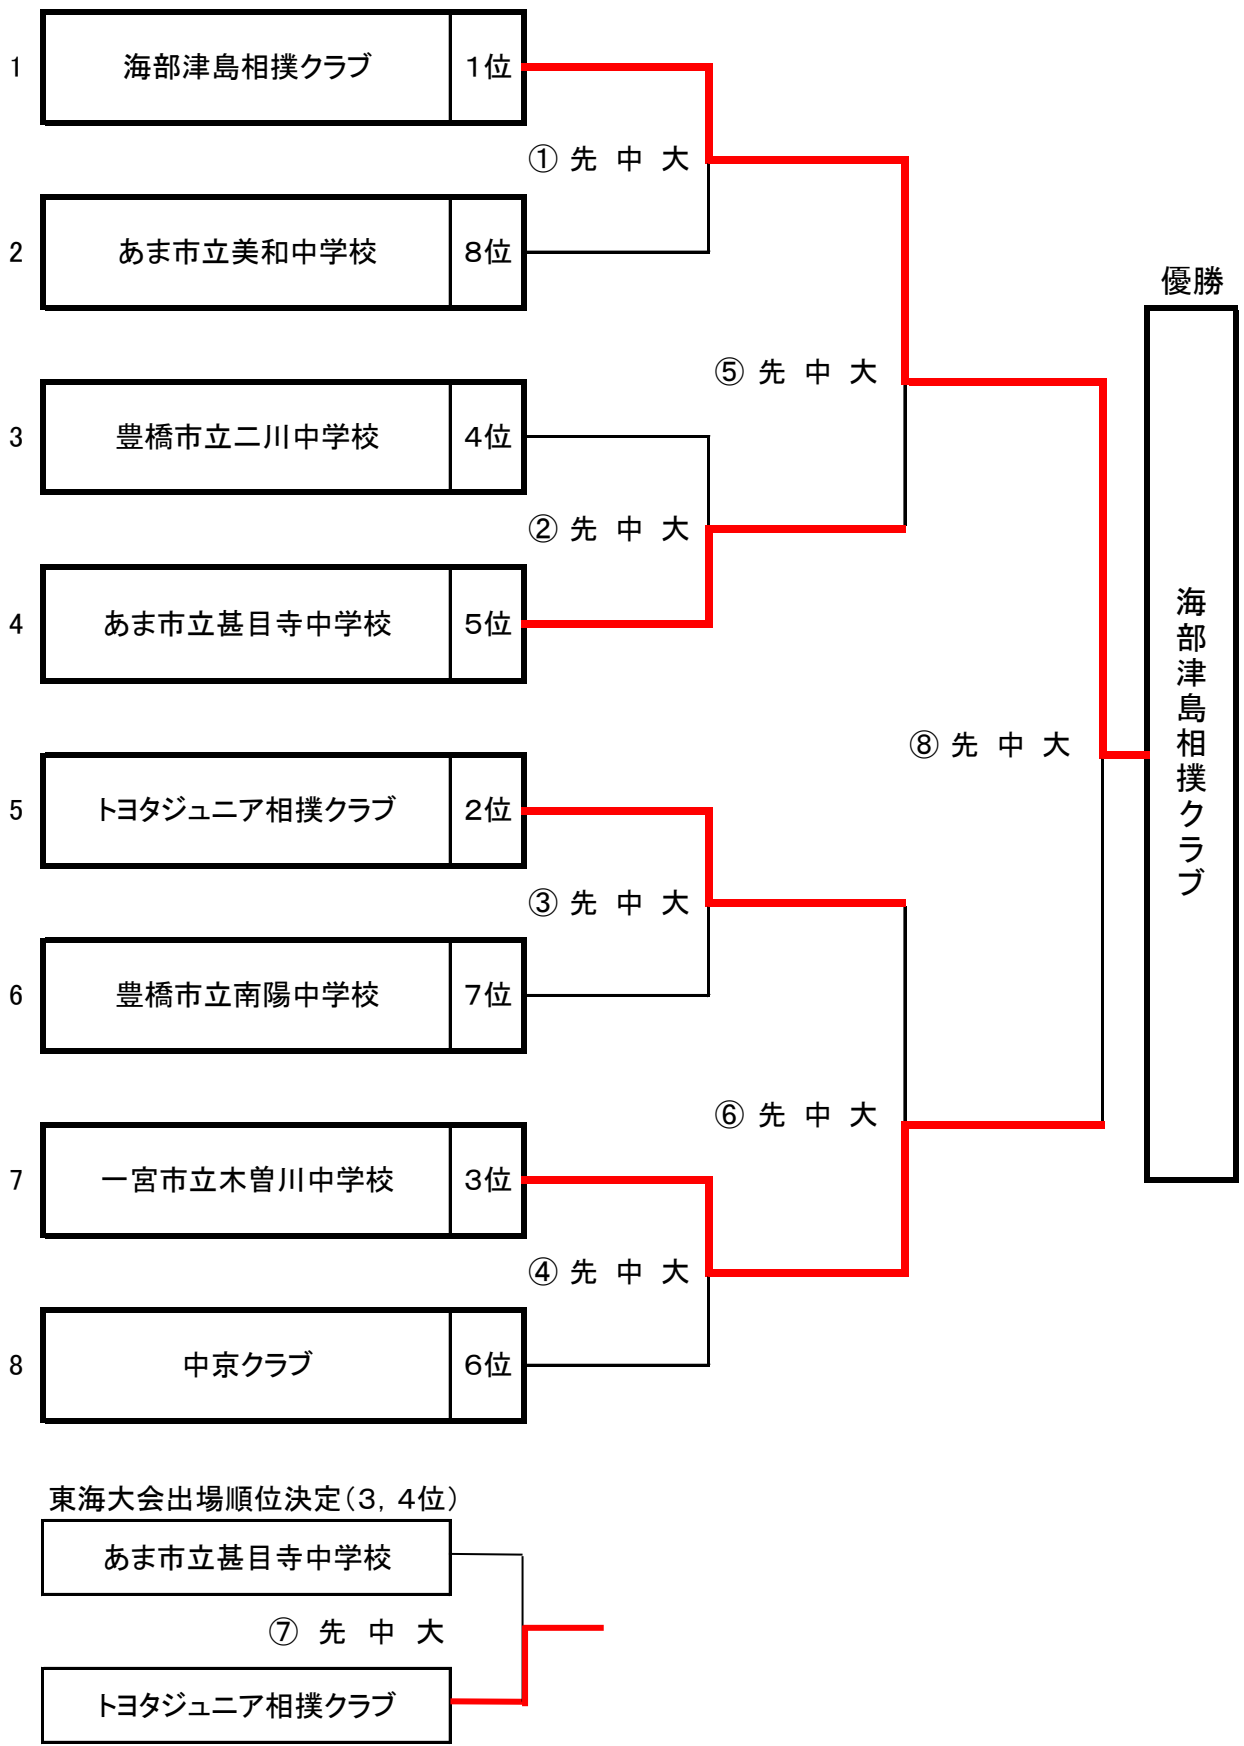 1 海部津島相撲クラブ 1位
① 先 中 大
2 あま市立美和中学校 8位
優勝
⑤ 先 中 大
3 豊橋市立二川中学校 4位
② 先 中 大
4 あま市立甚目寺中学校 5位
海部津島相撲クラブ
⑧ 先 中 大
5 トヨタジュニア相撲クラブ 2位
③ 先 中 大
6 豊橋市立南陽中学校 7位
⑥ 先 中 大
7 一宮市立木曽川中学校 3位
④ 先 中 大
8 中京クラブ 6位
東海大会出場順位決定(3, 4位)
あま市立甚目寺中学校
⑦ 先 中 大
トヨタジュニア相撲クラブ